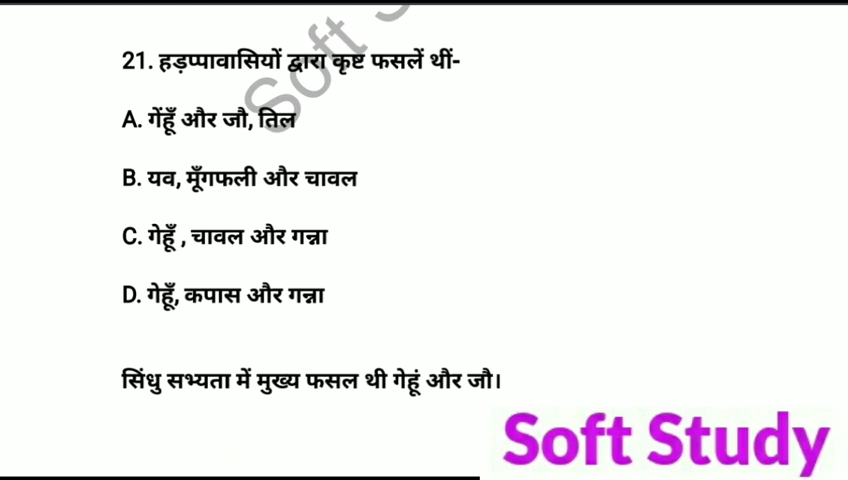 21. हड़प्पावासियों द्वारा कृष्ट फसलें थीं-
A. गेंहूँ और जौ, तिल
B. यव, मूँगफली और चावल
C. गेहूँ , चावल और गन्ना
D. गेहूँ, कपास और गन्ना
सिंधु सभ्यता में मुख्य फसल थी गेहूं और जौ।
Soft Study
Soft S